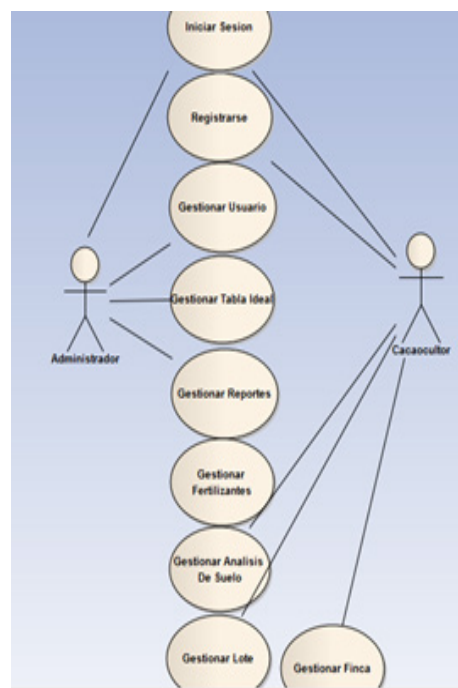 Iniciar Sesion
Registrarse
Gestionar Usuario
Gestionar Tabla Ideal
Administrador
Cacaocultor
Gestionar Reportes
Gestionar
Fertilizantes
Gestionar Analisis
De Suelo
Gestionar Lote
Gestionar Finca